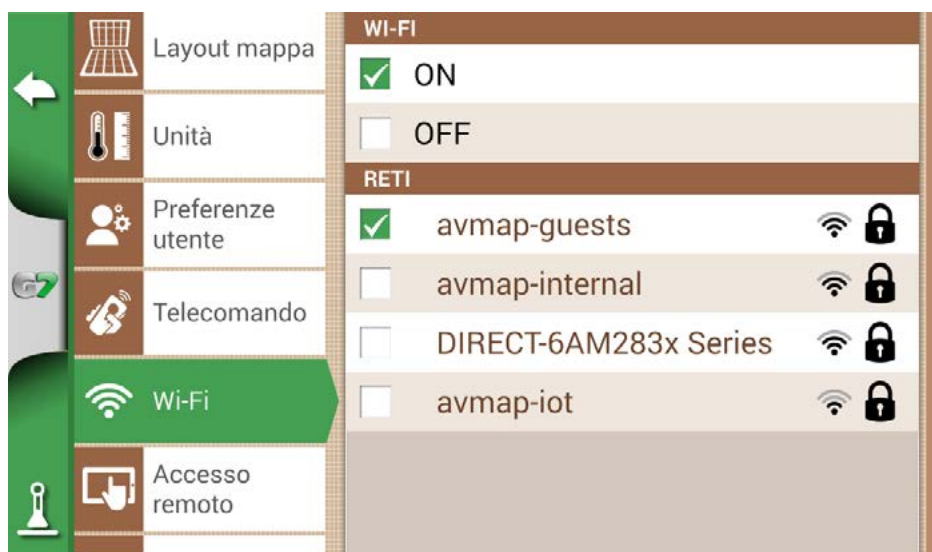 Layout mappa
Unità
Preferenze
utente
Telecomando
Wi-Fi
Accesso
remoto
G7
WI-FI
ON
OFF
RETI
avmap-guests
avmap-internal
DIRECT-6AM283x Series
avmap-iot